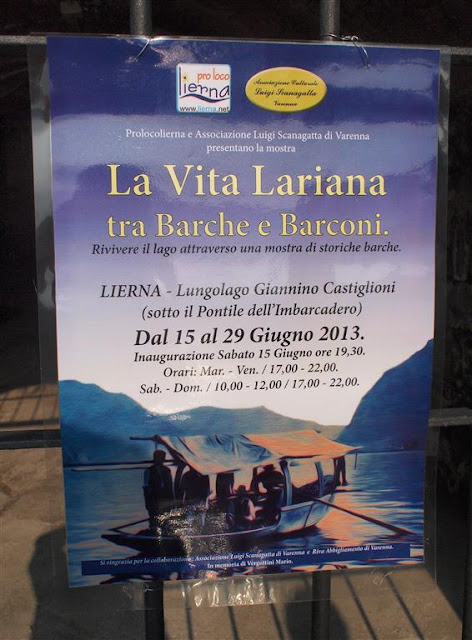 pro loco
lierna
www.lierna.net
Associazione Culturale
Luigi Scanagatta
Varenna
Prolocolierna e Associazione Luigi Scanagatta di Varenna
presentano la mostra
La Vita Lariana
tra Barche e Barconi.
Rivivere il lago attraverso una mostra di storiche barche.
LIERNA - Lungolago Giannino Castiglioni
(sotto il Pontile dell'Imbarcadero)
Dal 15 al 29 Giugno 2013.
Inaugurazione Sabato 15 Giugno ore 19,30.
Orari: Mar. - Ven. / 17,00 - 22,00.
Sab. - Dom. / 10,00 - 12,00 / 17,00 - 22,00.
Si ringrazia per la collaborazione: Associazione Luigi Scanagatta di Varenna e Riva Abbigliamento di Varenna.
In memoria di Vergottini Mario.